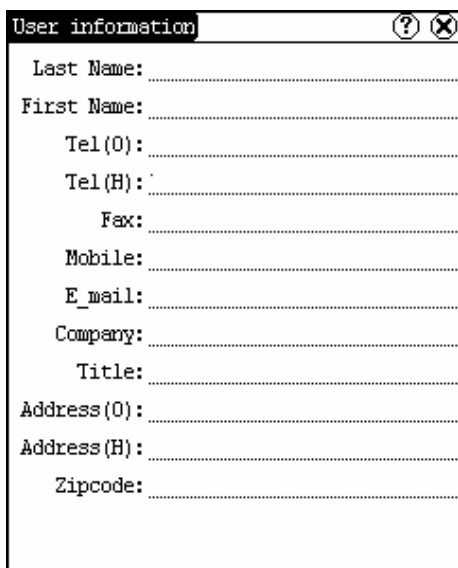 User information ?
Last Name:
First Name:
Tel(O):
Tel(H):
Fax:
Mobile:
E_mail:
Company:
Title:
Address(O):
Address(H):
Zipcode: